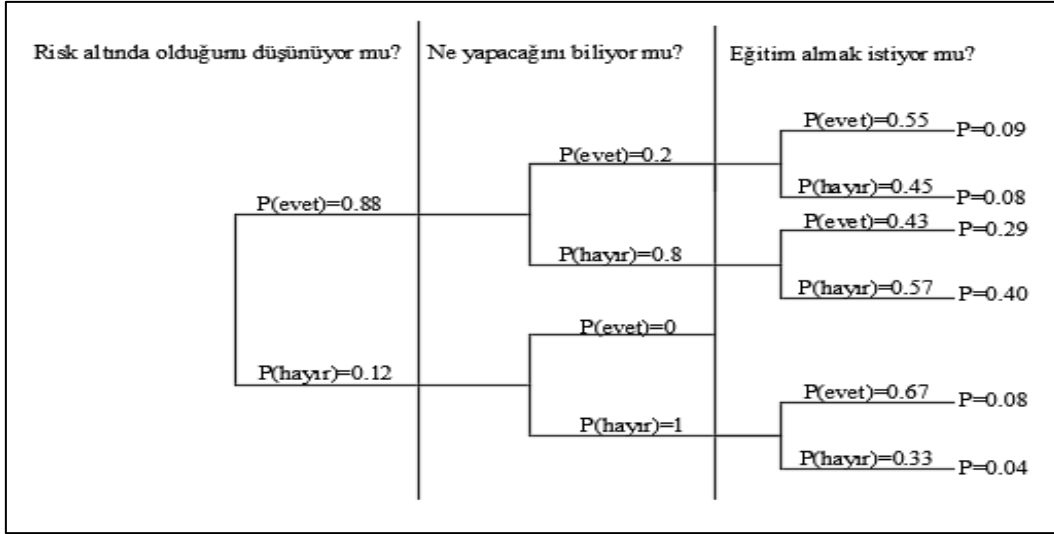 Risk altında olduğunu düşünüyor mu?
Ne yapacağını biliyor mu?
Eğitim almak istiyor mu?
P(evet)=0.55
P=0.09
P(evet)=0.2
P(hayır)=0.45
P=0.08
P(evet)=0.88
P(evet)=0.43
P=0.29
P(hayır)=0.8
P(hayır)=0.57
P=0.40
P(evet)=0
P(hayır)=0.12
P(evet)=0.67
P=0.08
P(hayır)=1
P(hayır)=0.33
P=0.04